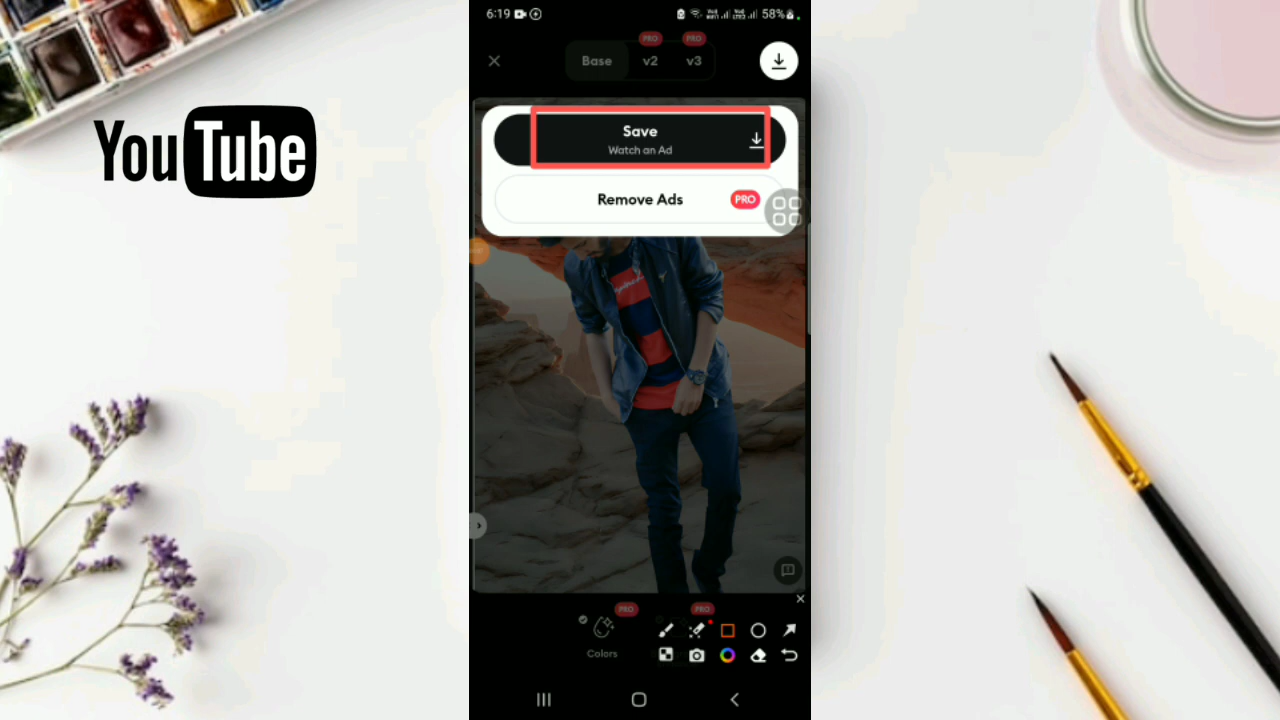 6:19
58%
YouTube
Base
v2
PRO
v3
PRO
Save
Watch an Ad
Remove Ads
PRO
PRO
PRO
Colors